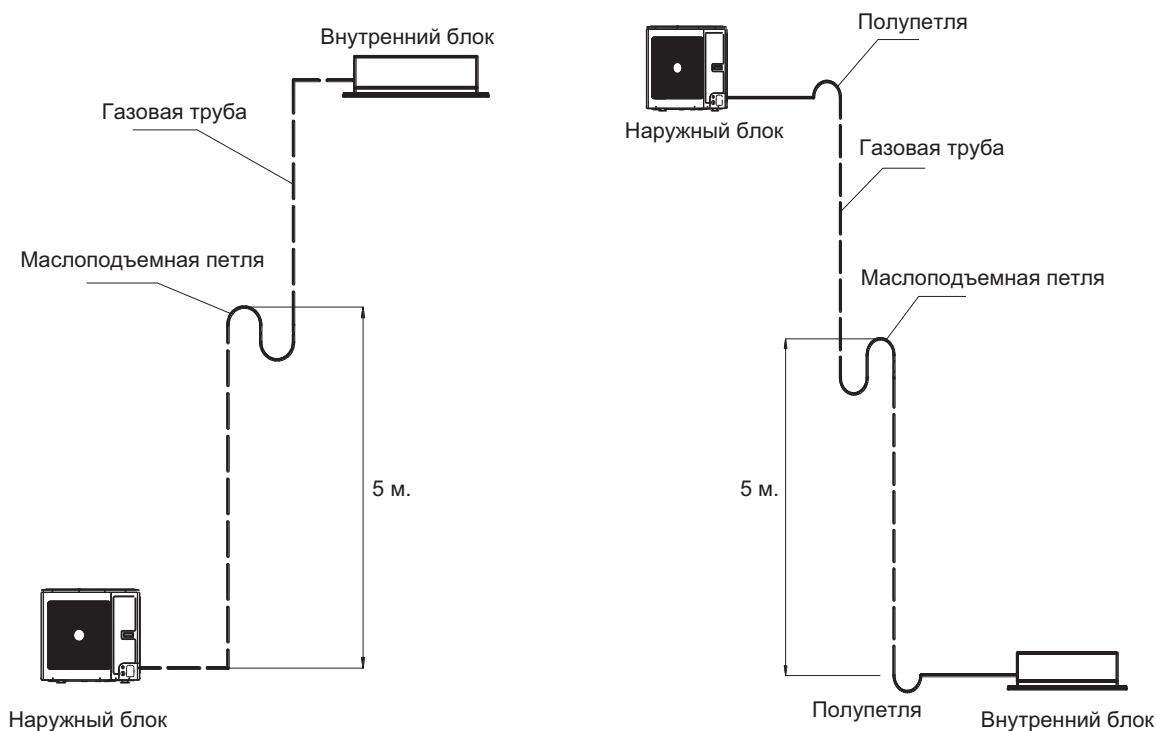 Внутренний блок
Газовая труба
Маслоподъемная петля
5 м.
Наружный блок
Полупетля
Наружный блок
Газовая труба
Маслоподъемная петля
5 м.
Полупетля
Внутренний блок